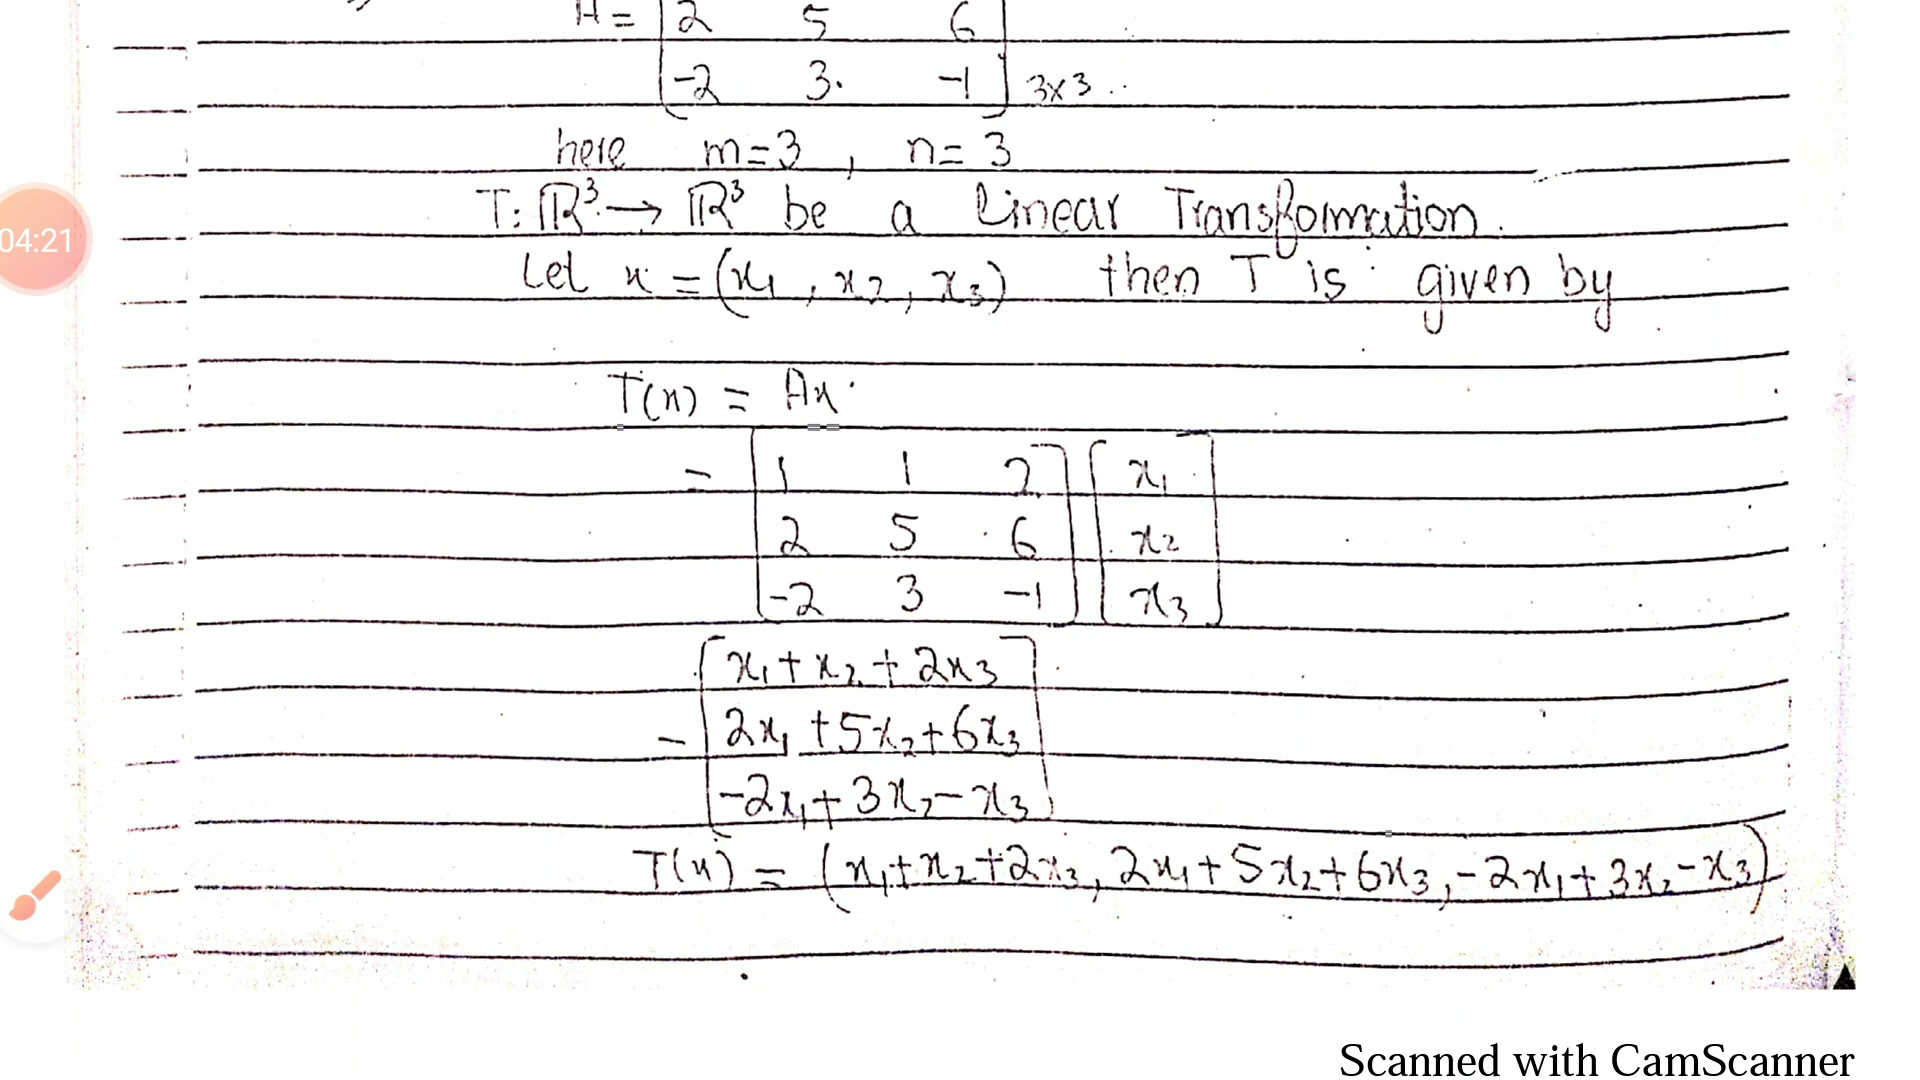 A = [2 5 6
-2 3. -1] 3x3
here m=3 , n= 3
T: ℝ³ → ℝ³ be a Linear Transformation.
04:21
Let x = (x₁ , x₂ , x₃) then T is given by
T(x) = Ax
= [1 1 2] [x₁]
[2 5 6] [x₂]
[-2 3 -1] [x₃]
= [x₁ + x₂ + 2x₃]
[2x₁ + 5x₂ + 6x₃]
[-2x₁ + 3x₂ - x₃]
T(x) = (x₁+x₂+2x₃, 2x₁+5x₂+6x₃, -2x₁+3x₂-x₃)
Scanned with CamScanner